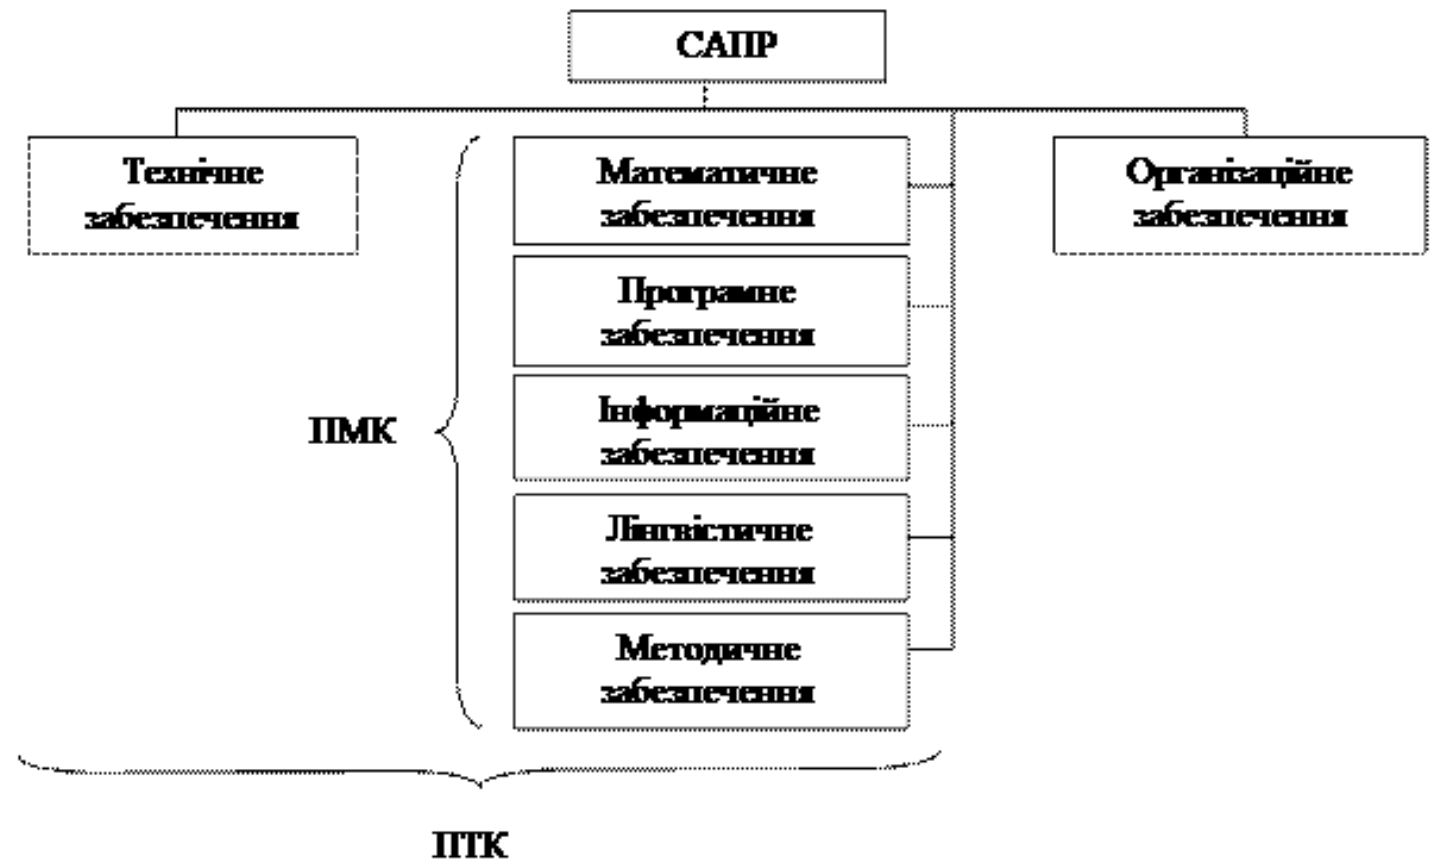 САПР
Технічне
забезпечення
Математичне
забезпечення
Організаційне
забезпечення
Програмне
забезпечення
Інформаційне
забезпечення
ПМК
Лінгвістичне
забезпечення
Методичне
забезпечення
ПТК